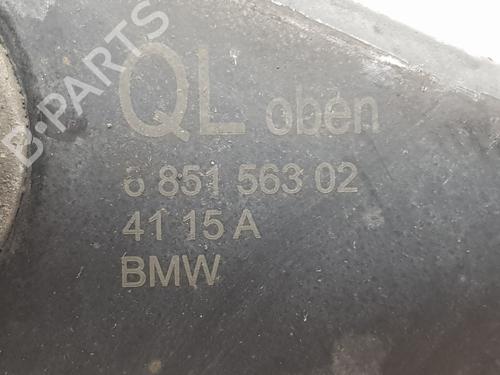 B-PARTS
QL oben
6 851 563 02
41 15 A
BMW